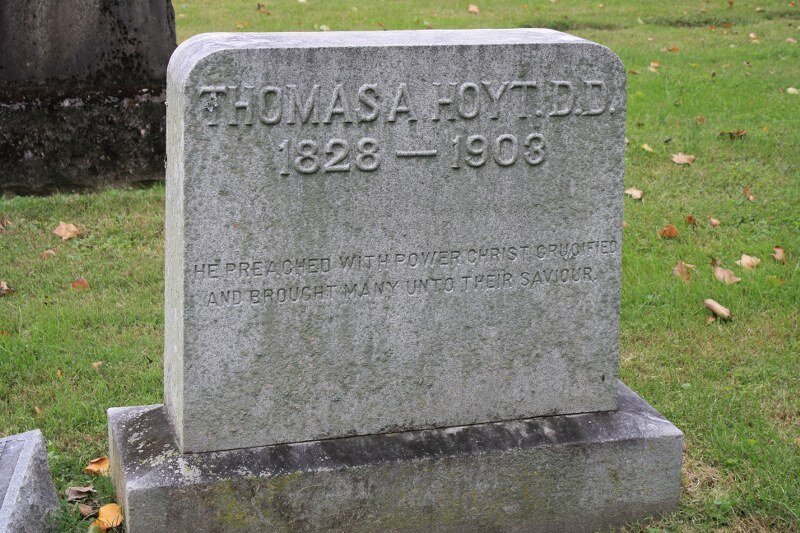 THOMAS A HOYT. D.D.
1828 — 1903
HE PREACHED WITH POWER CHRIST CRUCIFIED
AND BROUGHT MANY UNTO THEIR SAVIOUR.